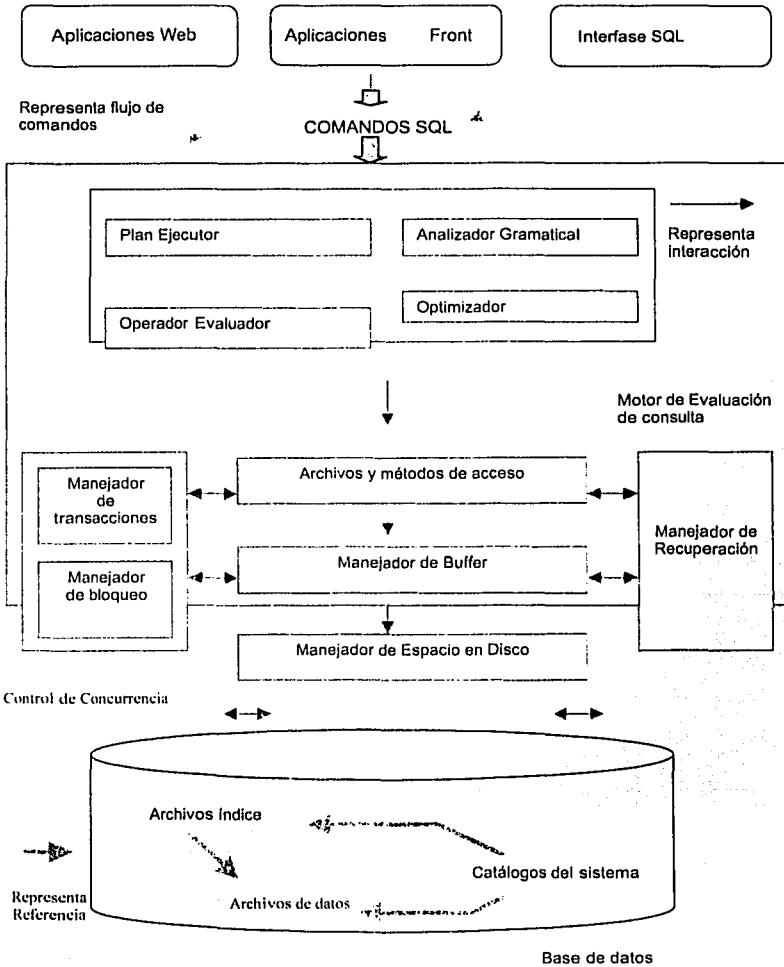 Aplicaciones Web
Aplicaciones Front
Interfase SQL
Representa flujo de
comandos
COMANDOS SQL
Plan Ejecutor
Analizador Gramatical
Representa
interacción
Operador Evaluador
Optimizador
Motor de Evaluación
de consulta
Manejador
de
transacciones
Archivos y métodos de acceso
Manejador de
Recuperación
Manejador
de bloqueo
Manejador de Buffer
Manejador de Espacio en Disco
Control de Concurrencia
Archivos índice
Catálogos del sistema
Representa
Referencia
Archivos de datos
Base de datos